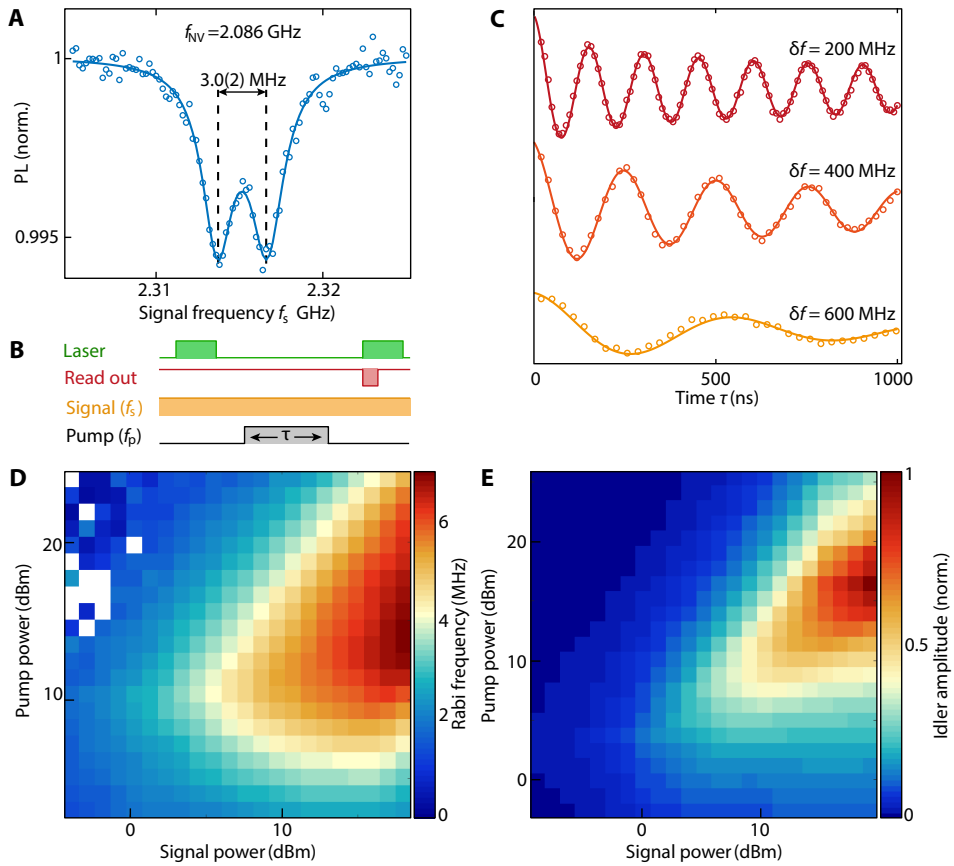 A
f_NV = 2.086 GHz
3.0(2) MHz
1
0.995
PL (norm.)
2.31
2.32
Signal frequency f_s GHz)
B
Laser
Read out
Signal (f_s)
Pump (f_p)
τ
C
δf = 200 MHz
δf = 400 MHz
δf = 600 MHz
0
500
1000
Time τ (ns)
D
20
10
Pump power (dBm)
0
10
Signal power (dBm)
6
4
2
0
Rabi frequency (MHz)
E
20
10
0
Pump power (dBm)
0
10
Signal power (dBm)
1
0.5
0
Idler amplitude (norm.)